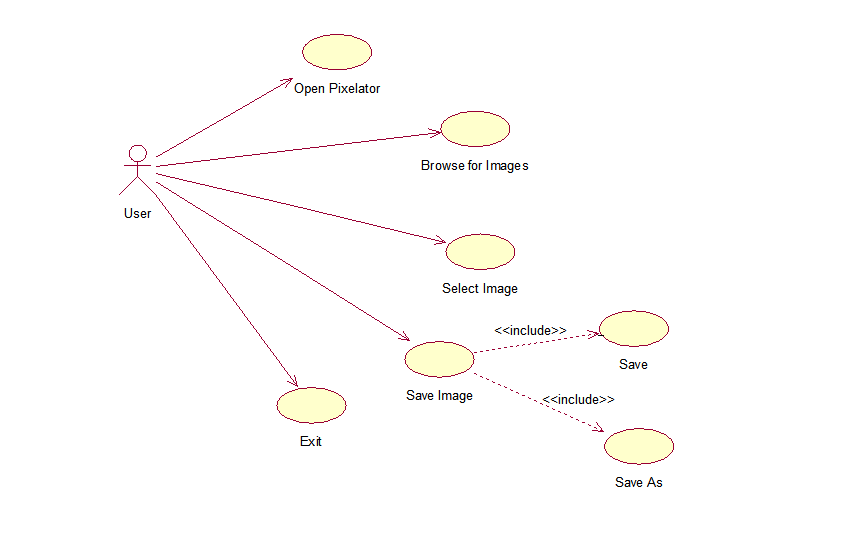 Open Pixelator
Browse for Images
User
Select Image
<<include>>
Save
Save Image
<<include>>
Exit
Save As